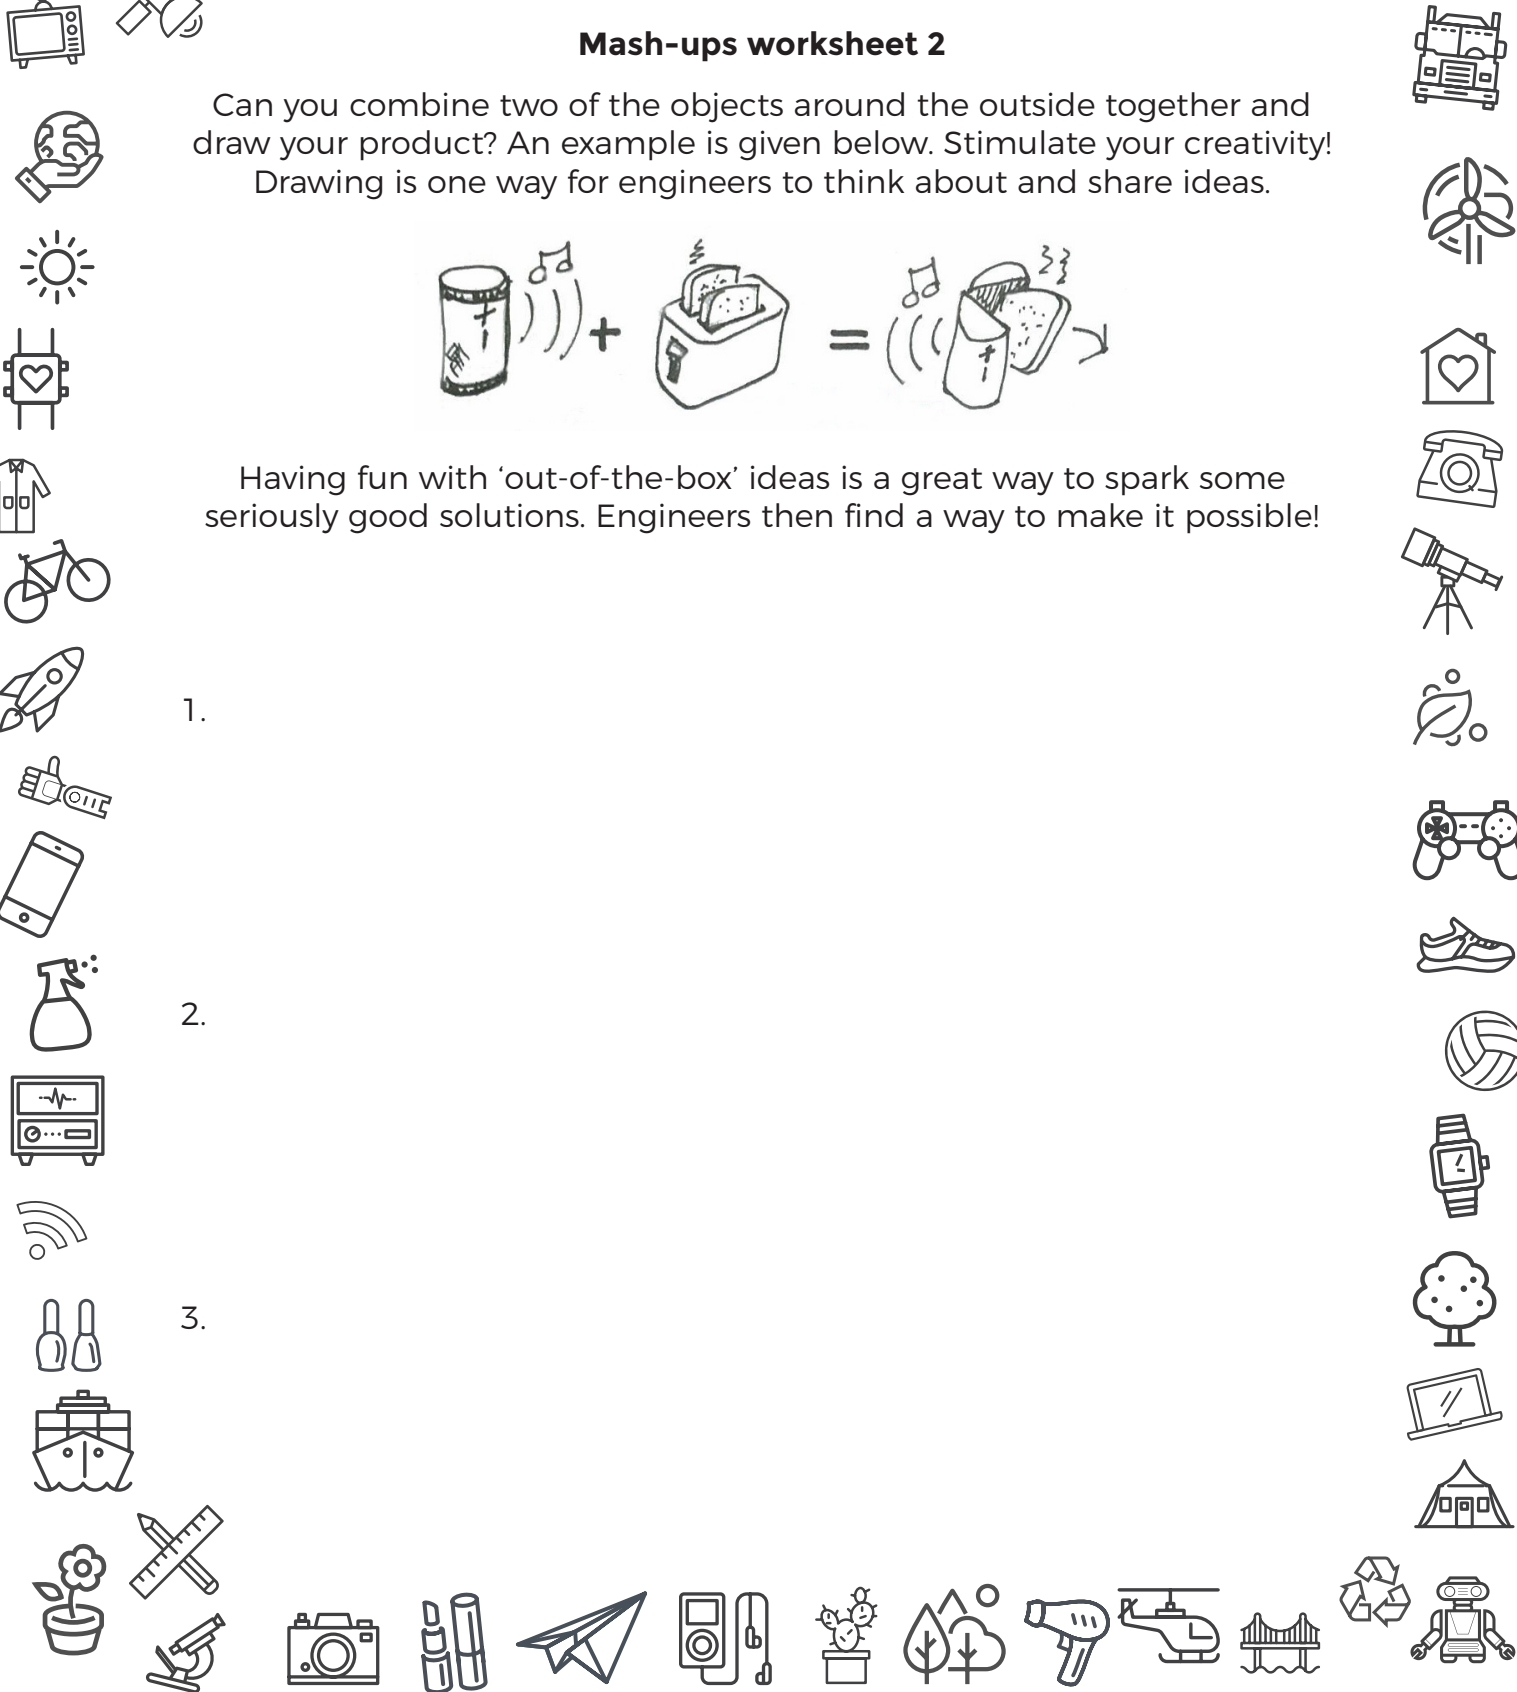 Mash-ups worksheet 2
Can you combine two of the objects around the outside together and
draw your product? An example is given below. Stimulate your creativity!
Drawing is one way for engineers to think about and share ideas.
+
=
Having fun with ‘out-of-the-box’ ideas is a great way to spark some
seriously good solutions. Engineers then find a way to make it possible!
1.
2.
3.